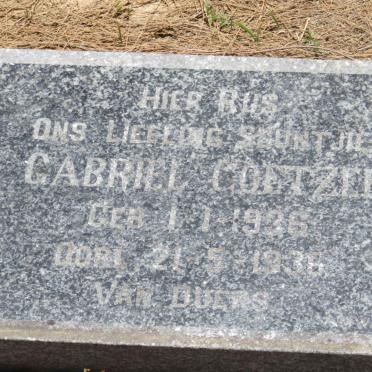 HIER RUS
ONS LIEFLING SEUNTJIE
GABRIEL COETZEE
GEB 1-1-1936
OORL 21-5-1936
VAN OUERS